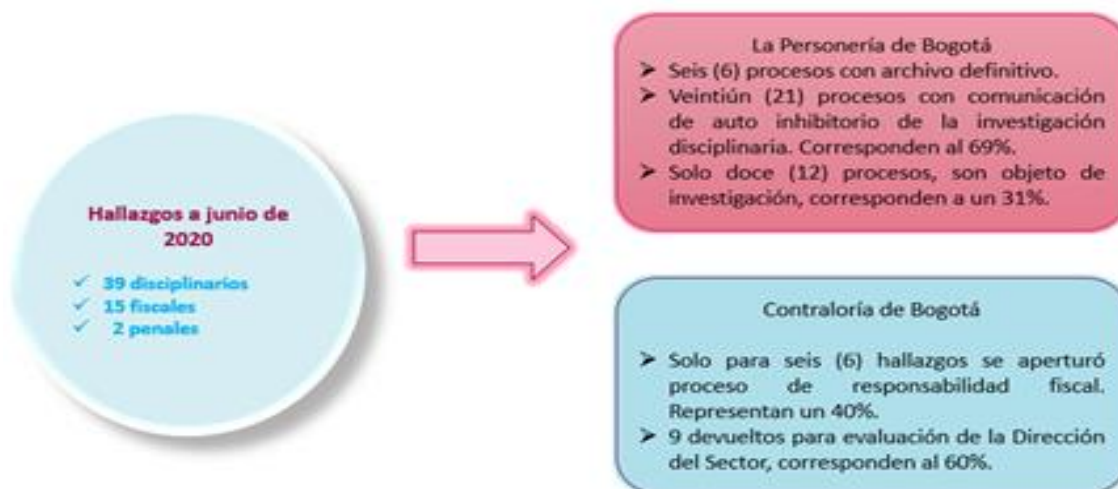 Hallazgos a junio de
2020
✓ 39 disciplinarios
✓ 15 fiscales
✓ 2 penales
La Personería de Bogotá
➤ Seis (6) procesos con archivo definitivo.
➤ Veintiún (21) procesos con comunicación
de auto inhibitorio de la investigación
disciplinaria. Corresponden al 69%.
➤ Solo doce (12) procesos, son objeto de
investigación, corresponden a un 31%.
Contraloría de Bogotá
➤ Solo para seis (6) hallazgos se aperturó
proceso de responsabilidad fiscal.
Representan un 40%.
➤ 9 devueltos para evaluación de la Dirección
del Sector, corresponden al 60%.